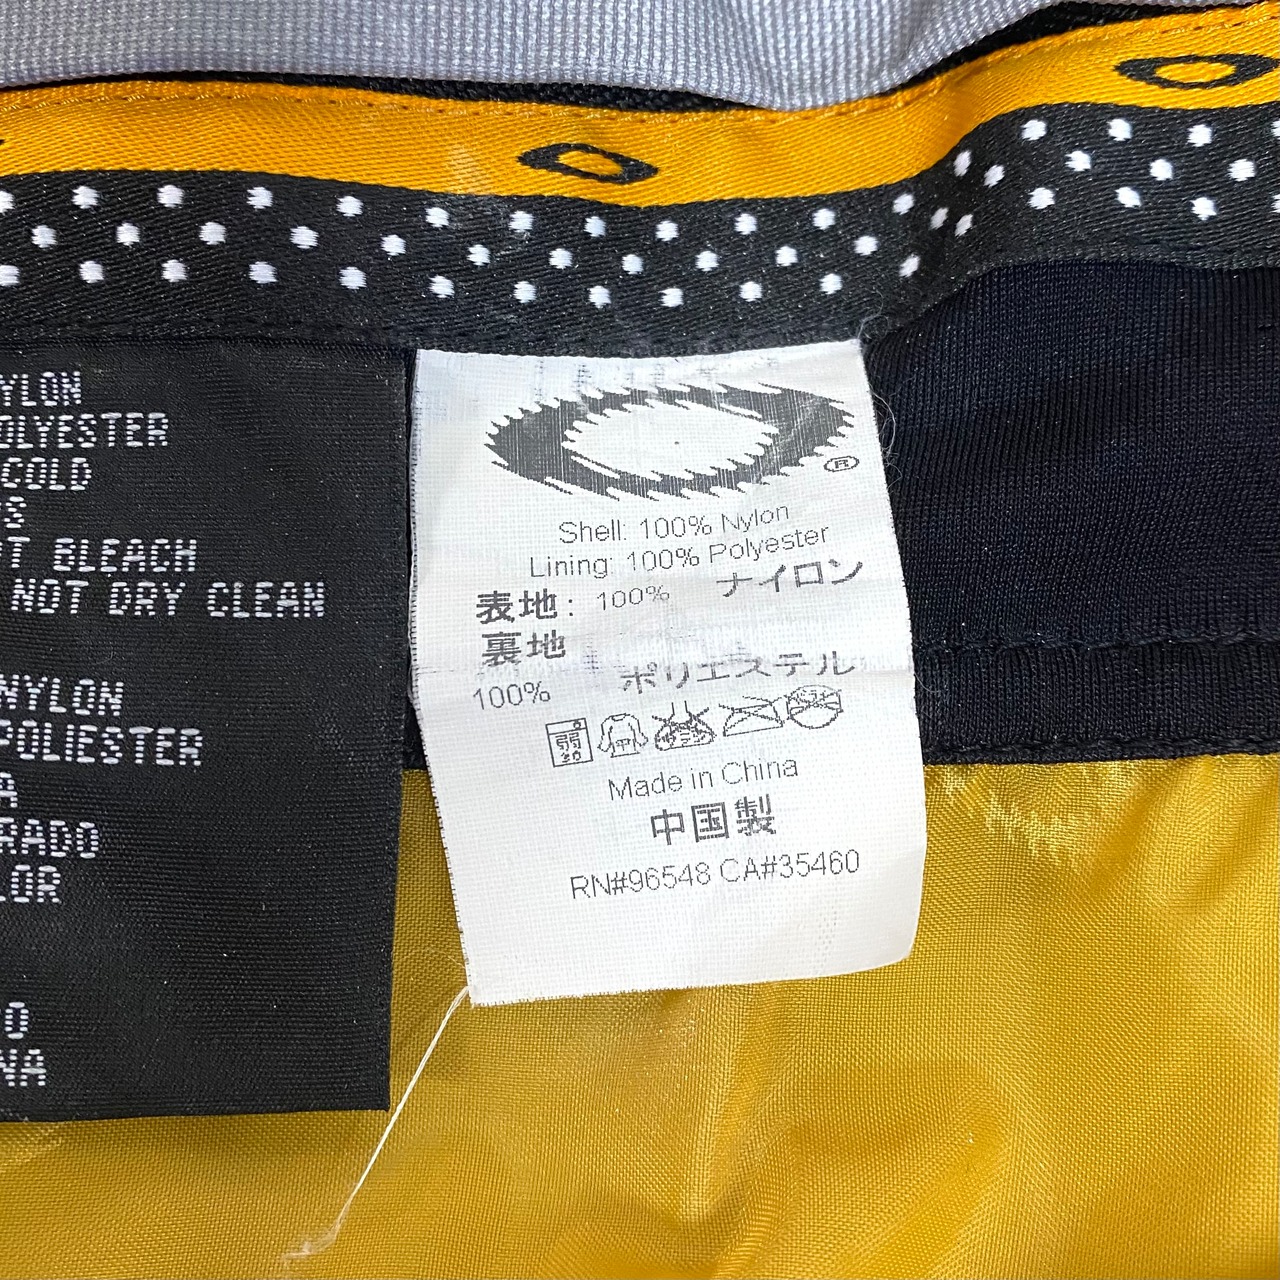 YLON
OLYESTER
COLD
S
T BLEACH
NOT DRY CLEAN
NYLON
POLIESTER
A
RADO
LOR
O
NA
®
Shell: 100% Nylon
Lining: 100% Polyester
表地: 100% ナイロン
裏地
100% ポリエステル
弱
30
Made in China
中国製
RN#96548 CA#35460